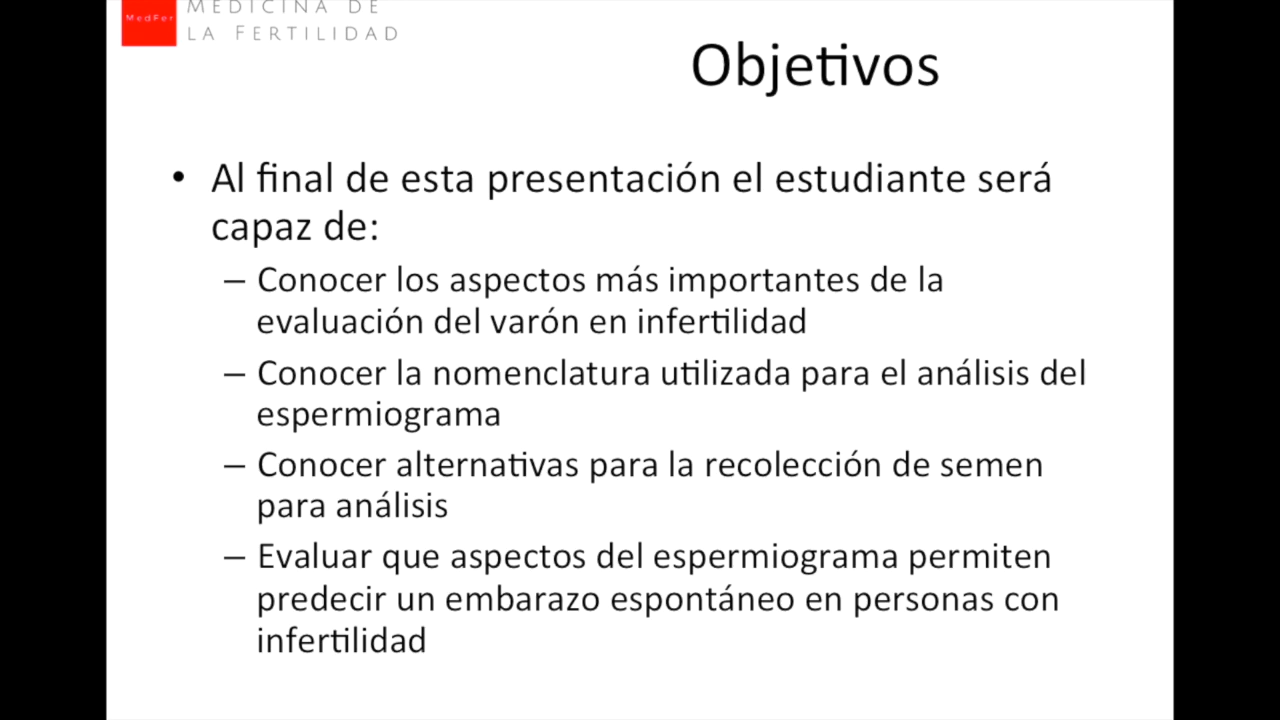 MedFer
MEDICINA DE
LA FERTILIDAD
Objetivos
• Al final de esta presentación el estudiante será
capaz de:
– Conocer los aspectos más importantes de la
evaluación del varón en infertilidad
– Conocer la nomenclatura utilizada para el análisis del
espermiograma
– Conocer alternativas para la recolección de semen
para análisis
– Evaluar que aspectos del espermiograma permiten
predecir un embarazo espontáneo en personas con
infertilidad